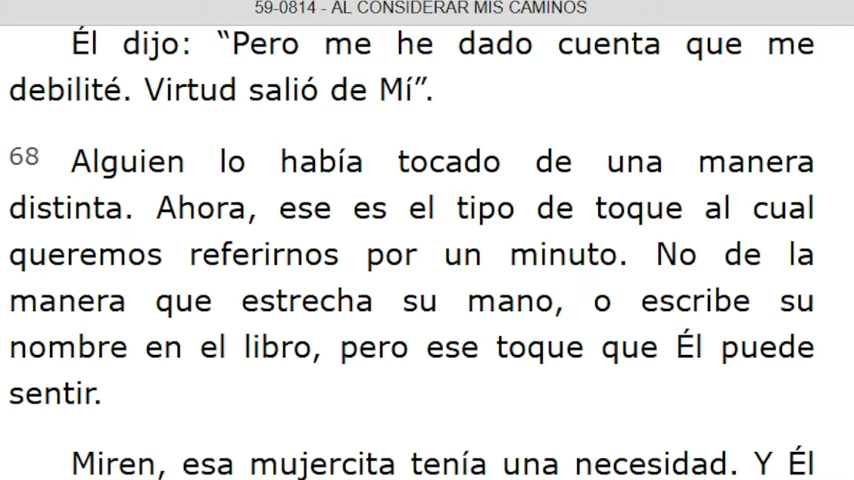 59-0814 - AL CONSIDERAR MIS CAMINOS
Él dijo: “Pero me he dado cuenta que me
debilité. Virtud salió de Mí”.
68 Alguien lo había tocado de una manera
distinta. Ahora, ese es el tipo de toque al cual
queremos referirnos por un minuto. No de la
manera que estrecha su mano, o escribe su
nombre en el libro, pero ese toque que Él puede
sentir.
Miren, esa mujercita tenía una necesidad. Y Él